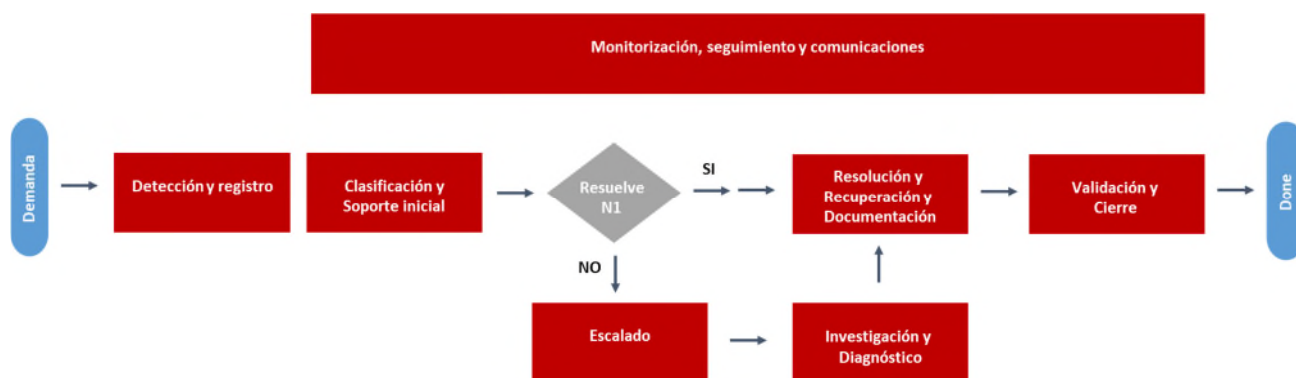 Monitorización, seguimiento y comunicaciones
Demanda
Detección y registro
Clasificación y
Soporte inicial
Resuelve
N1
SI
Resolución y
Recuperación y
Documentación
Validación y
Cierre
Done
NO
Escalado
Investigación y
Diagnóstico